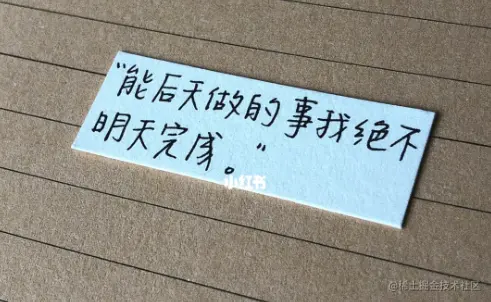 “能后天做的事我绝不
明天完成。”
小红书
@稀土掘金技术社区